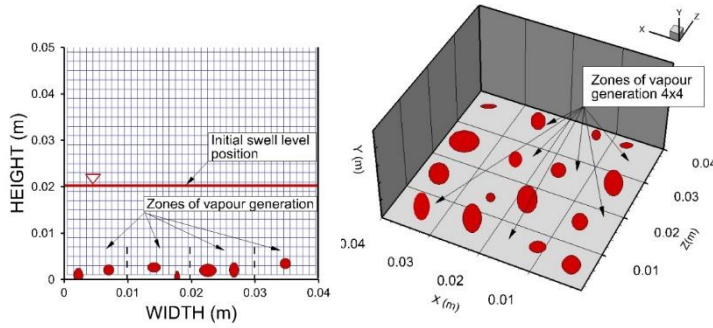 0.05
0.04
0.03
0.02
0.01
0
HEIGHT (m)
Initial swell level
position
Zones of vapour generation
0
0.01
0.02
0.03
0.04
WIDTH (m)
Y
X
Z
Zones of vapour
generation 4x4
Y (m)
0.04
0.03
0.02
0.01
X (m)
0.04
0.03
0.02
0.01
Z(m)